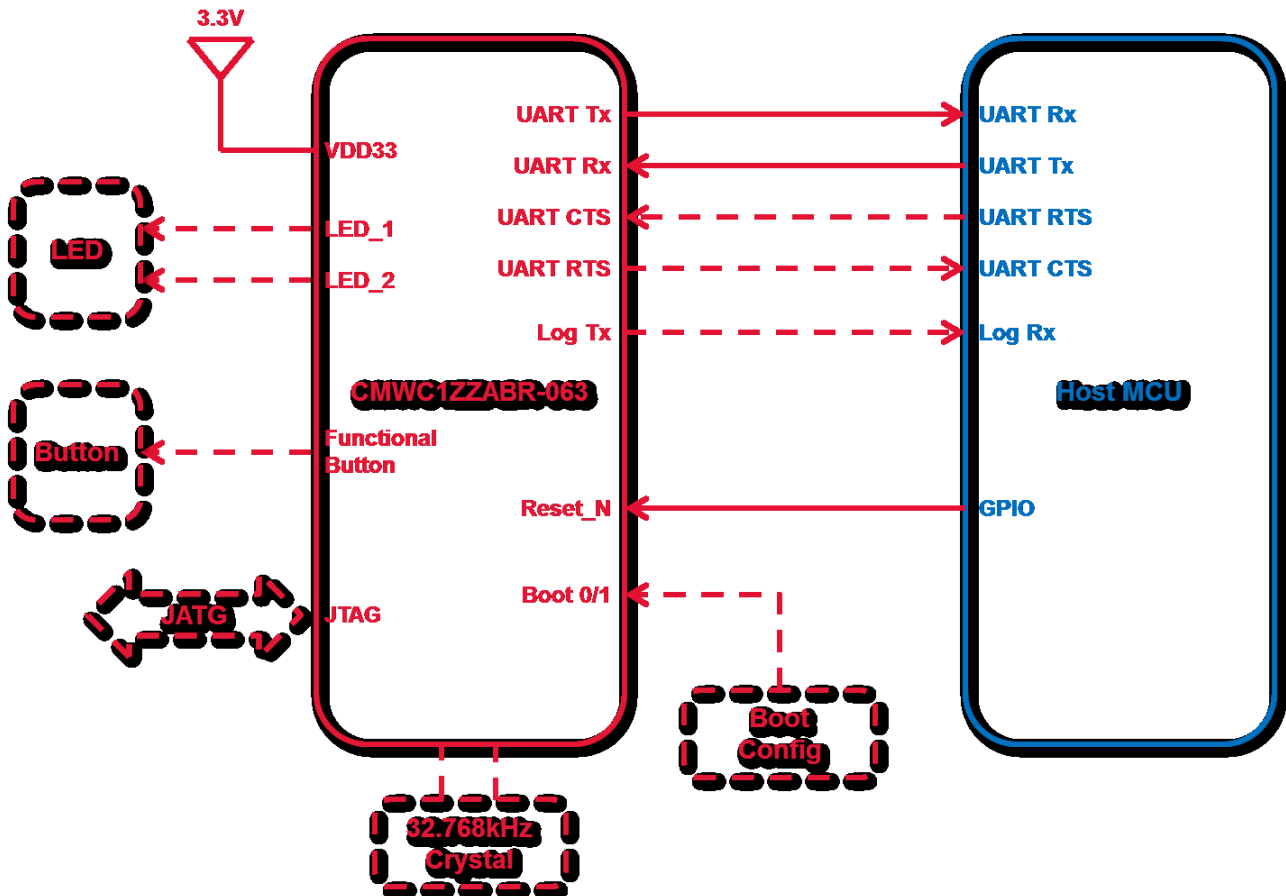 3.3V
VDD33
LED_1
LED_2
LED
Functional
Button
Button
JATG
JTAG
UART Tx
UART Rx
UART CTS
UART RTS
Log Tx
CMWC1ZZABR-063
Reset_N
Boot 0/1
UART Rx
UART Tx
UART RTS
UART CTS
Log Rx
Host MCU
GPIO
Boot
Config
32.768kHz
Crystal